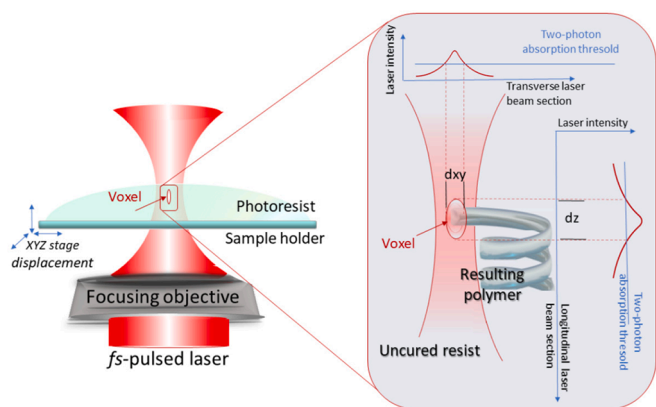 Voxel
Photoresist
XYZ stage
displacement
Sample holder
Focusing objective
fs-pulsed laser
Laser intensity
Two-photon
absorption thresold
Transverse laser
beam section
Laser intensity
dxy
dz
Voxel
Resulting
polymer
Uncured resist
Longitudinal laser
beam section
Two-photon
absorption thresold